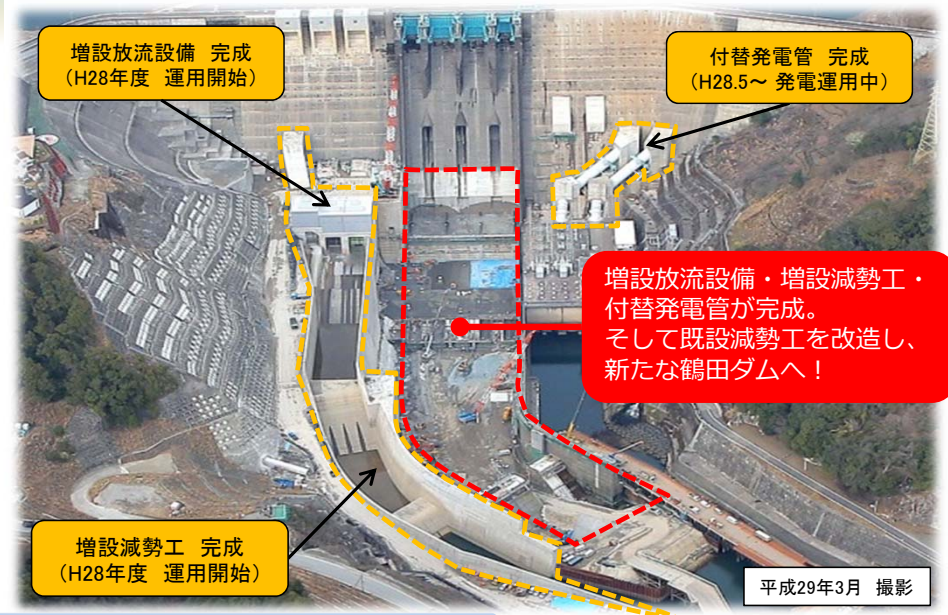 増設放流設備 完成
（H28年度 運用開始）
付替発電管 完成
（H28.5～ 発電運用中）
増設放流設備・増設減勢工・
付替発電管が完成。
そして既設減勢工を改造し、
新たな鶴田ダムへ！
増設減勢工 完成
（H28年度 運用開始）
平成29年3月 撮影